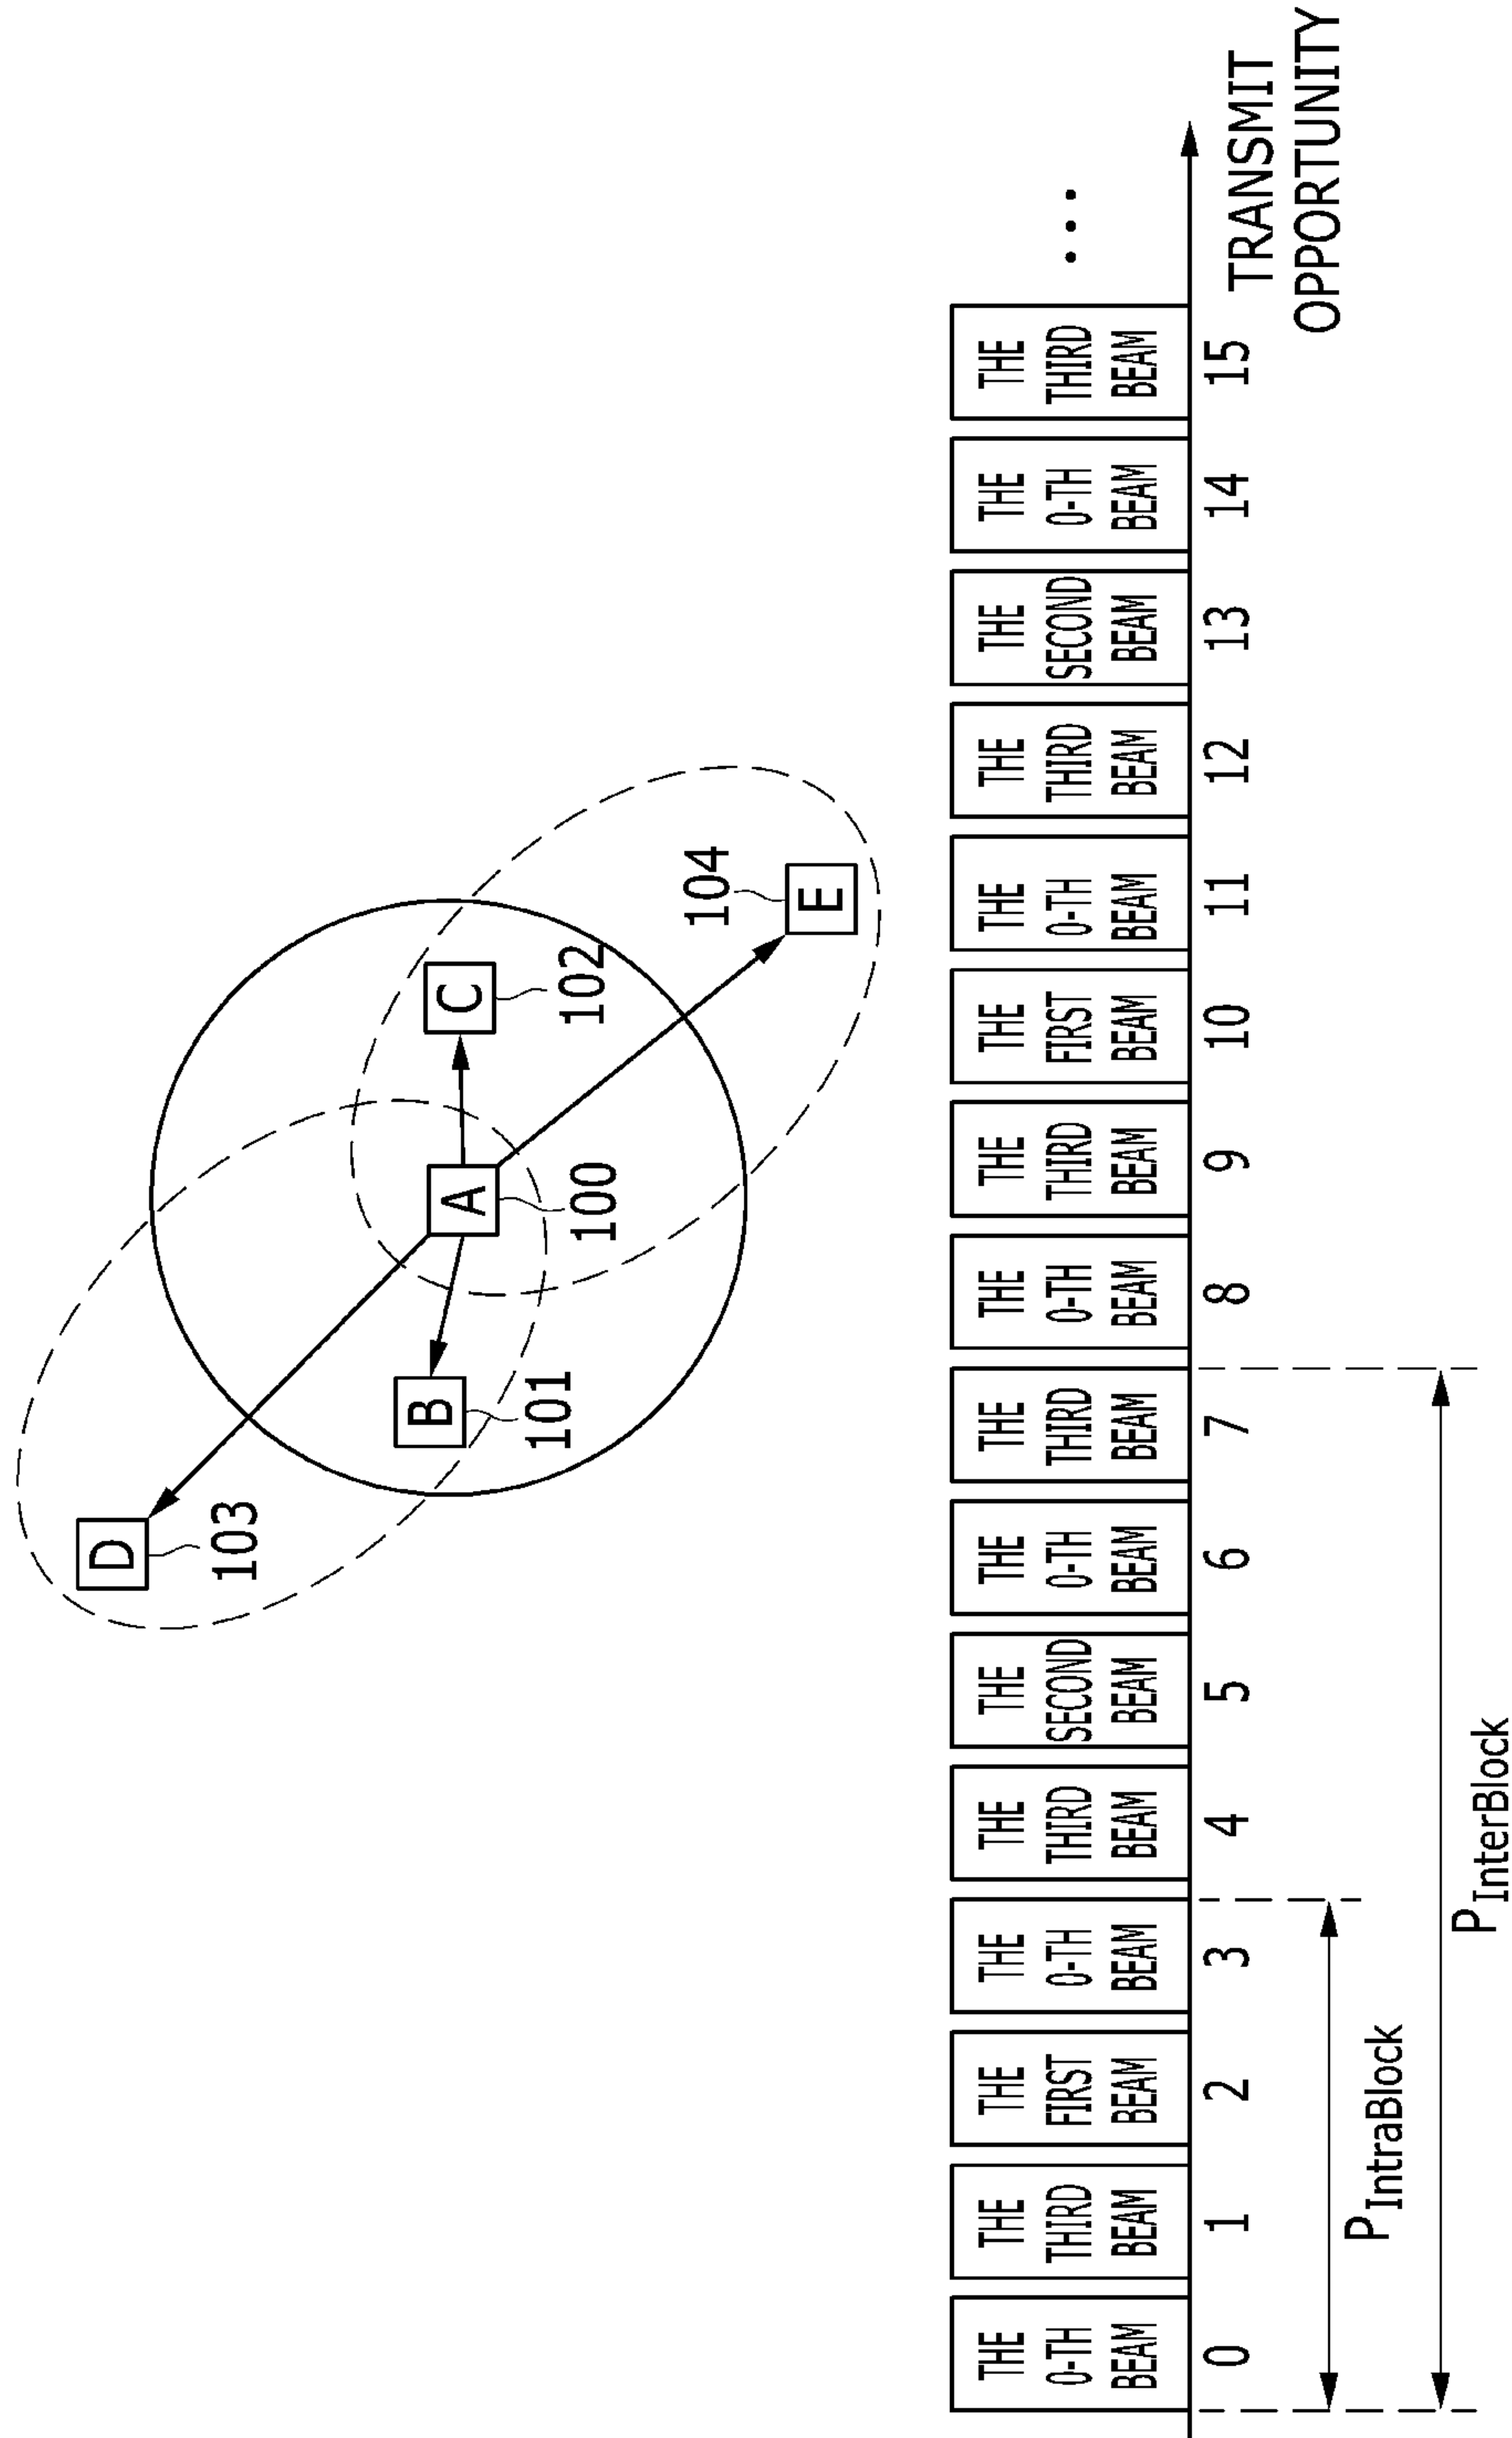 D
103
B
101
A
100
C
102
E
104
THE
0-TH
BEAM
THE
THIRD
BEAM
THE
FIRST
BEAM
THE
0-TH
BEAM
THE
THIRD
BEAM
THE
SECOND
BEAM
THE
0-TH
BEAM
THE
THIRD
BEAM
THE
0-TH
BEAM
THE
THIRD
BEAM
THE
FIRST
BEAM
THE
0-TH
BEAM
THE
THIRD
BEAM
THE
SECOND
BEAM
THE
0-TH
BEAM
THE
THIRD
BEAM
...
0 1 2 3 4 5 6 7 8 9 10 11 12 13 14 15
TRANSMIT
OPPORTUNITY
PIntraBlock
PInterBlock